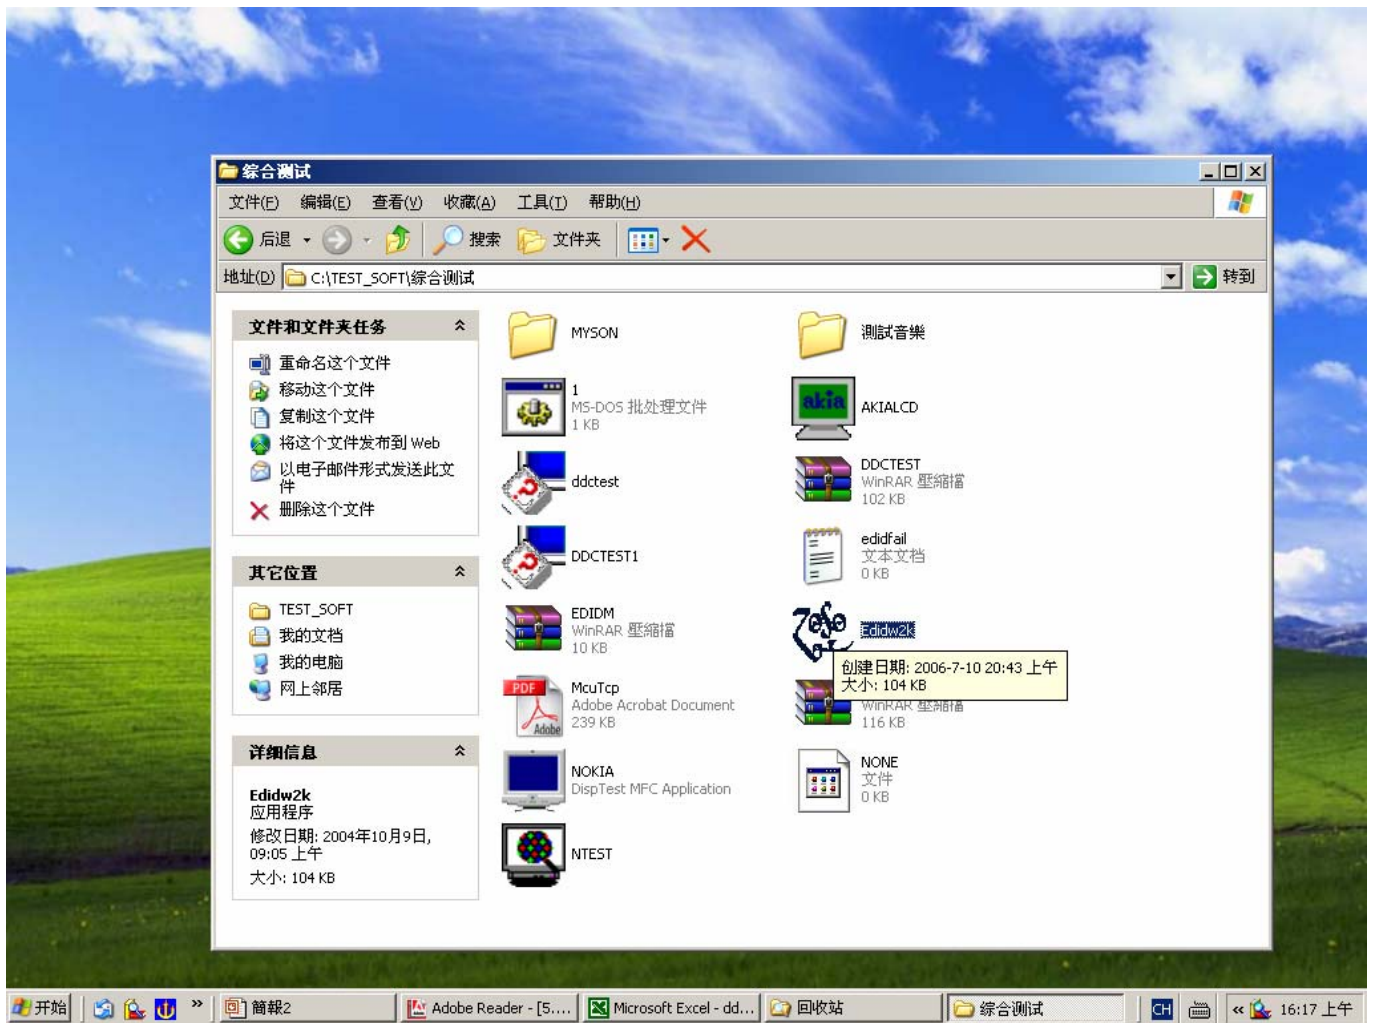 综合测试
文件(F) 编辑(E) 查看(V) 收藏(A) 工具(T) 帮助(H)
后退 搜索 文件夹
地址(D) C:\TEST_SOFT\综合测试 转到
文件和文件夹任务
重命名这个文件
移动这个文件
复制这个文件
将这个文件发布到 Web
以电子邮件形式发送此文
件
删除这个文件
其它位置
TEST_SOFT
我的文档
我的电脑
网上邻居
详细信息
Edidw2k
应用程序
修改日期: 2004年10月9日,
09:05 上午
大小: 104 KB
MYSON
測試音樂
1
MS-DOS 批处理文件
1 KB
akia
AKIALCD
ddctest
DDCTEST
WinRAR 壓縮檔
102 KB
DDCTEST1
edidfail
文本文档
0 KB
EDIDM
WinRAR 壓縮檔
10 KB
Edidw2k
创建日期: 2006-7-10 20:43 上午
大小: 104 KB
PDF
Adobe
McuTcp
Adobe Acrobat Document
239 KB
WinRAR 壓縮檔
116 KB
NOKIA
DispTest MFC Application
NONE
文件
0 KB
NTEST
开始 » 簡報2 Adobe Reader - [5.... Microsoft Excel - dd... 回收站 综合测试 CH « 16:17 上午